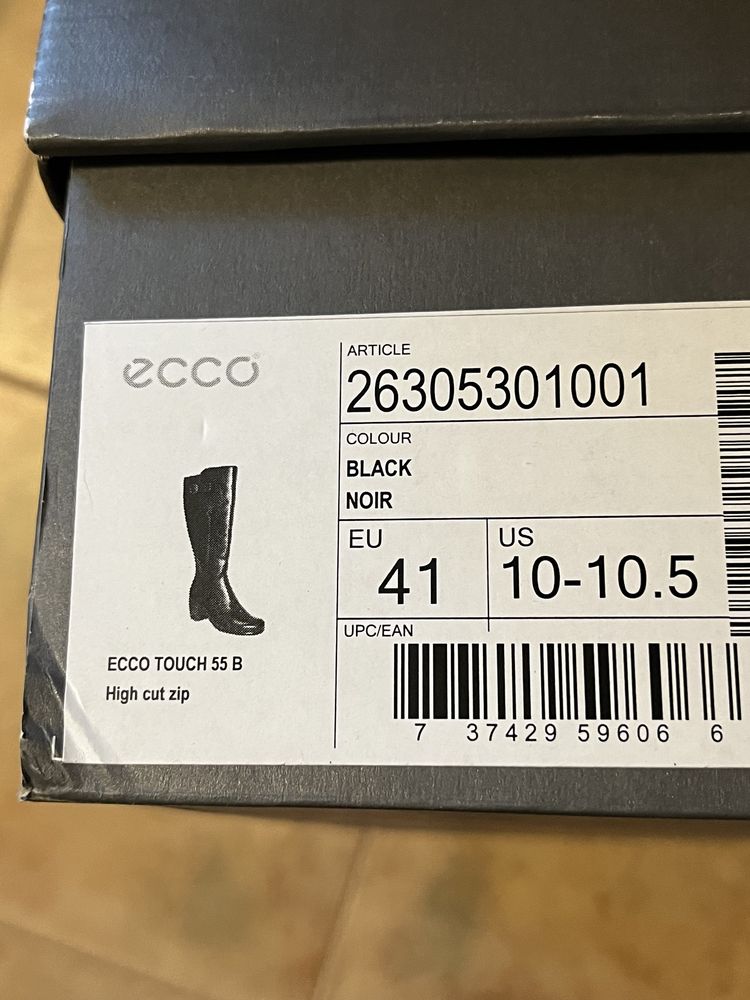 ecco
ECCO TOUCH 55 B
High cut zip
ARTICLE
26305301001
COLOUR
BLACK
NOIR
EU
41
US
10-10.5
UPC/EAN
7 37429 59606 6